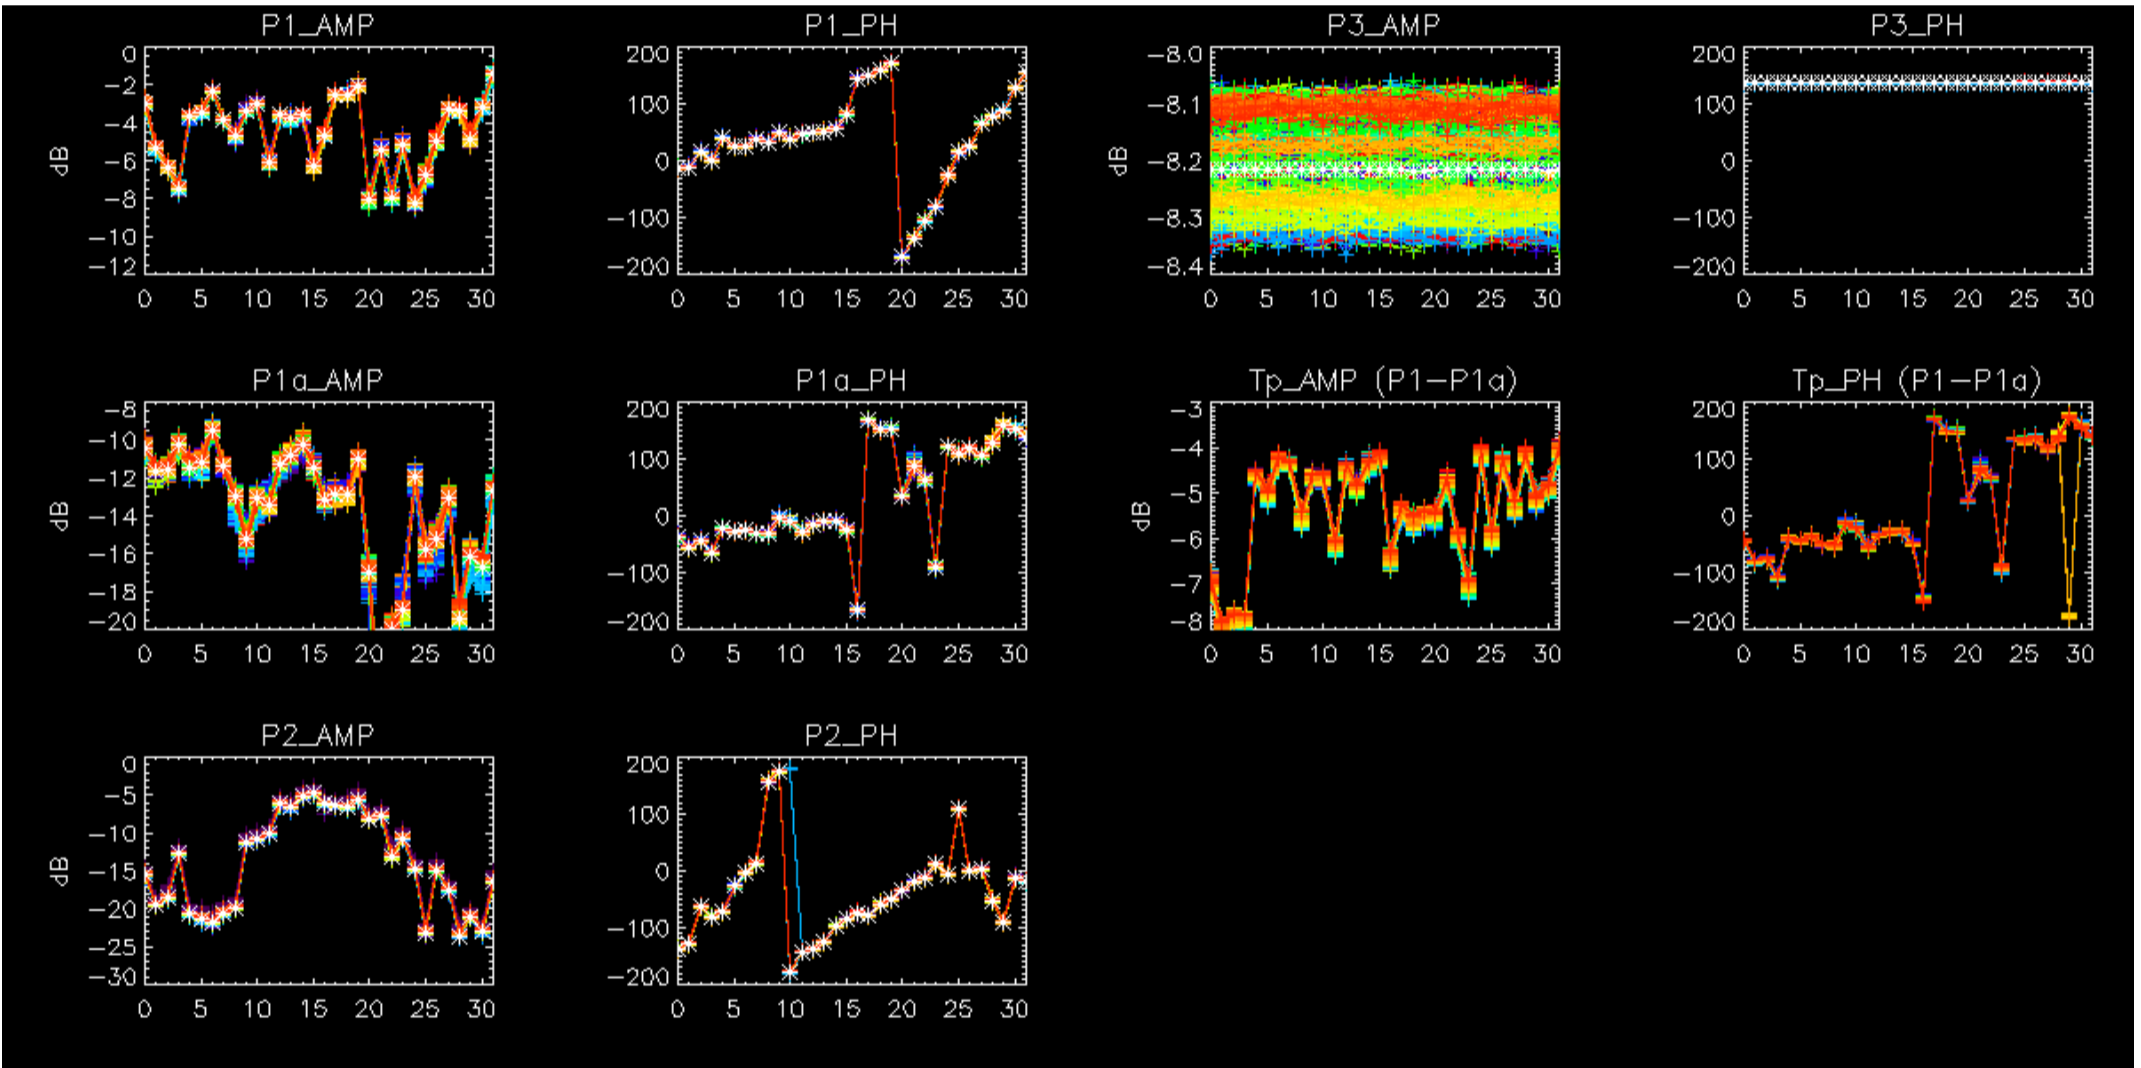 P1_AMP
0
−2
−4
−6
−8
−10
−12
dB
0 5 10 15 20 25 30
P1_PH
200
100
0
−100
−200
0 5 10 15 20 25 30
P3_AMP
−8.0
−8.1
−8.2
−8.3
−8.4
dB
0 5 10 15 20 25 30
P3_PH
200
100
0
−100
−200
0 5 10 15 20 25 30
P1a_AMP
−8
−10
−12
−14
−16
−18
−20
dB
0 5 10 15 20 25 30
P1a_PH
200
100
0
−100
−200
0 5 10 15 20 25 30
Tp_AMP (P1−P1a)
−3
−4
−5
−6
−7
−8
dB
0 5 10 15 20 25 30
Tp_PH (P1−P1a)
200
100
0
−100
−200
0 5 10 15 20 25 30
P2_AMP
0
−5
−10
−15
−20
−25
−30
dB
0 5 10 15 20 25 30
P2_PH
200
100
0
−100
−200
0 5 10 15 20 25 30